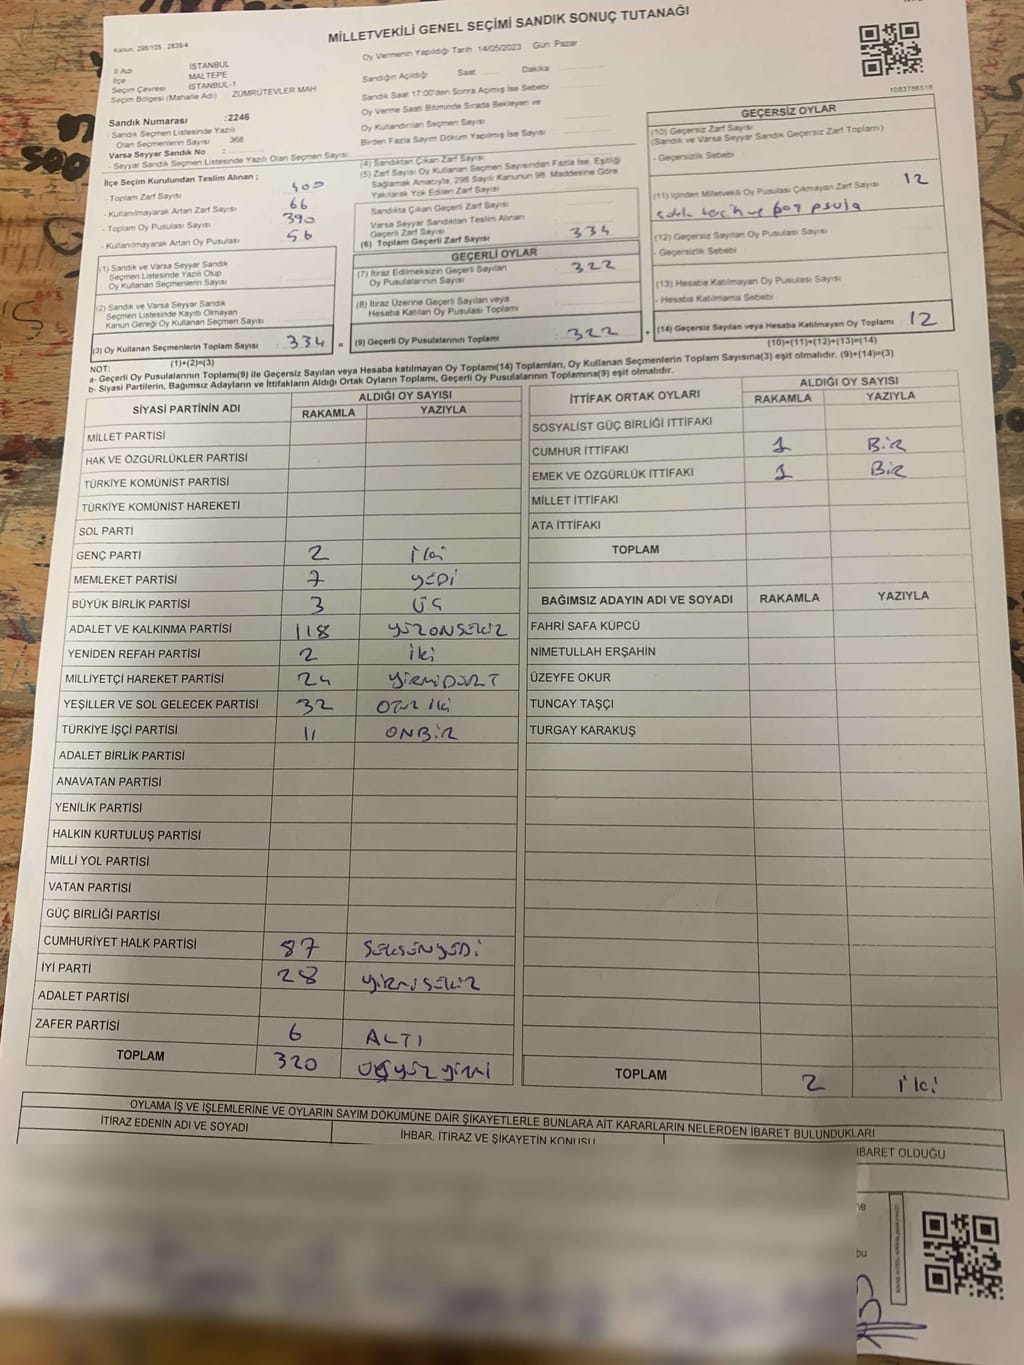 MİLLETVEKİLİ GENEL SEÇİMİ SANDIK SONUÇ TUTANAĞI
Kanun: 298/105, 2839/4
İl Adı İSTANBUL
İlçe MALTEPE
Seçim Çevresi İSTANBUL-1
Seçim Bölgesi (Mahalle Adı) ZÜMRÜTEVLER MAH
Sandık Numarası :2246
- Sandık Seçmen Listesinde Yazılı
Olan Seçmenlerin Sayısı 368
Varsa Seyyar Sandık No :
- Seyyar Sandık Seçmen Listesinde Yazılı Olan Seçmen Sayısı:
İlçe Seçim Kurulundan Teslim Alınan ;
- Toplam Zarf Sayısı 400
- Kullanılmayarak Artan Zarf Sayısı 66
- Toplam Oy Pusulası Sayısı 390
- Kullanılmayarak Artan Oy Pusulası 56
(1) Sandık ve Varsa Seyyar Sandık
Seçmen Listesinde Yazılı Olup
Oy Kullanan Seçmen Sayısı
(2) Sandık ve Varsa Seyyar Sandık
Seçmen Listesinde Kayıtlı Olmayan
Kanun Gereği Oy Kullanan Seçmen Sayısı
(3) Oy Kullanan Seçmenlerin Toplam Sayısı 334 =
(1)+(2)=(3)
Oy Vermenin Yapıldığı Tarih 14/05/2023 Gün Pazar
Sandığın Açıldığı Saat Dakika
Sandık Saat 17:00'den Sonra Açılmış İse Sebebi
Oy Verme Saati Bitiminde Sırada Bekleyen ve
Oy Kullandırılan Seçmen Sayısı
Birden Fazla Sayım Döküm Yapılmış İse Sayısı
(4) Sandıktan Çıkan Zarf Sayısı
(5) Zarf Sayısı Oy Kullanan Seçmen Sayısından Fazla İse, Eşitliği
Sağlamak Amacıyla, 298 Sayılı Kanunun 98. Maddesine Göre
Yakılarak Yok Edilen Zarf Sayısı
Sandıkta Çıkan Geçerli Zarf Sayısı
Varsa Seyyar Sandıktan Teslim Alınan
Geçerli Zarf Sayısı
(6) Toplam Geçerli Zarf Sayısı 334
GEÇERLİ OYLAR
(7) İtiraz Edilmeksizin Geçerli Sayılan
Oy Pusulalarının Sayısı 322
(8) İtiraz Üzerine Geçerli Sayılan veya
Hesaba Katılan Oy Pusulası Toplamı
(9) Geçerli Oy Pusulalarının Toplamı 322 +
1083786518
GEÇERSİZ OYLAR
(10) Geçersiz Zarf Sayısı
(Sandık ve Varsa Seyyar Sandık Geçersiz Zarf Toplamı)
- Geçersizlik Sebebi
(11) İçinden Milletvekili Oy Pusulası Çıkmayan Zarf Sayısı 12
(12) Geçersiz Sayılan Oy Pusulası Sayısı
- Geçersizlik Sebebi
(13) Hesaba Katılmayan Oy Pusulası Sayısı
- Hesaba Katılmama Sebebi
(14) Geçersiz Sayılan veya Hesaba Katılmayan Oy Toplamı 12
(10)+(11)+(12)+(13)=(14)
NOT:
a- Geçerli Oy Pusulalarının Toplamı(9) ile Geçersiz Sayılan veya Hesaba katılmayan Oy Toplamı(14) Toplamları, Oy Kullanan Seçmenlerin Toplam Sayısına(3) eşit olmalıdır. (9)+(14)=(3)
b- Siyasi Partilerin, Bağımsız Adayların ve İttifakların Aldığı Ortak Oyların Toplamı, Geçerli Oy Pusulalarının Toplamına(9) eşit olmalıdır.
SİYASİ PARTİNİN ADI ALDIĞI OY SAYISI
RAKAMLA YAZIYLA
MİLLET PARTİSİ
HAK VE ÖZGÜRLÜKLER PARTİSİ
TÜRKİYE KOMÜNİST PARTİSİ
TÜRKİYE KOMÜNİST HAREKETİ
SOL PARTİ
GENÇ PARTİ 2 iki
MEMLEKET PARTİSİ 7 YEDİ
BÜYÜK BİRLİK PARTİSİ 3 ÜÇ
ADALET VE KALKINMA PARTİSİ 118 YÜZONSEKİZ
YENİDEN REFAH PARTİSİ 2 iki
MİLLİYETÇİ HAREKET PARTİSİ 24 YİRMİDÖRT
YEŞİLLER VE SOL GELECEK PARTİSİ 32 OTUZ iki
TÜRKİYE İŞÇİ PARTİSİ 11 ONBİR
ADALET BİRLİK PARTİSİ
ANAVATAN PARTİSİ
YENİLİK PARTİSİ
HALKIN KURTULUŞ PARTİSİ
MİLLİ YOL PARTİSİ
VATAN PARTİSİ
GÜÇ BİRLİĞİ PARTİSİ
CUMHURİYET HALK PARTİSİ 87 SEKSENYEDİ
İYİ PARTİ 28 YİRMİSEKİZ
ADALET PARTİSİ
ZAFER PARTİSİ 6 ALTI
TOPLAM 320 ÜÇYÜZYİRMİ
İTTİFAK ORTAK OYLARI ALDIĞI OY SAYISI
RAKAMLA YAZIYLA
SOSYALİST GÜÇ BİRLİĞİ İTTİFAKI
CUMHUR İTTİFAKI 1 BİR
EMEK VE ÖZGÜRLÜK İTTİFAKI 1 BİR
MİLLET İTTİFAKI
ATA İTTİFAKI
TOPLAM
BAĞIMSIZ ADAYIN ADI VE SOYADI RAKAMLA YAZIYLA
FAHRİ SAFA KÜPCÜ
NİMETULLAH ERŞAHİN
ÜZEYFE OKUR
TUNCAY TAŞÇI
TURGAY KARAKUŞ
TOPLAM 2 iki
OYLAMA İŞ VE İŞLEMLERİNE VE OYLARIN SAYIM DÖKÜMÜNE DAİR ŞİKAYETLERLE BUNLARA AİT KARARLARIN NELERDEN İBARET BULUNDUKLARI
İTİRAZ EDENİN ADI VE SOYADI İHBAR, İTİRAZ VE ŞİKAYETİN KONUSU İBARET OLDUĞU
bu